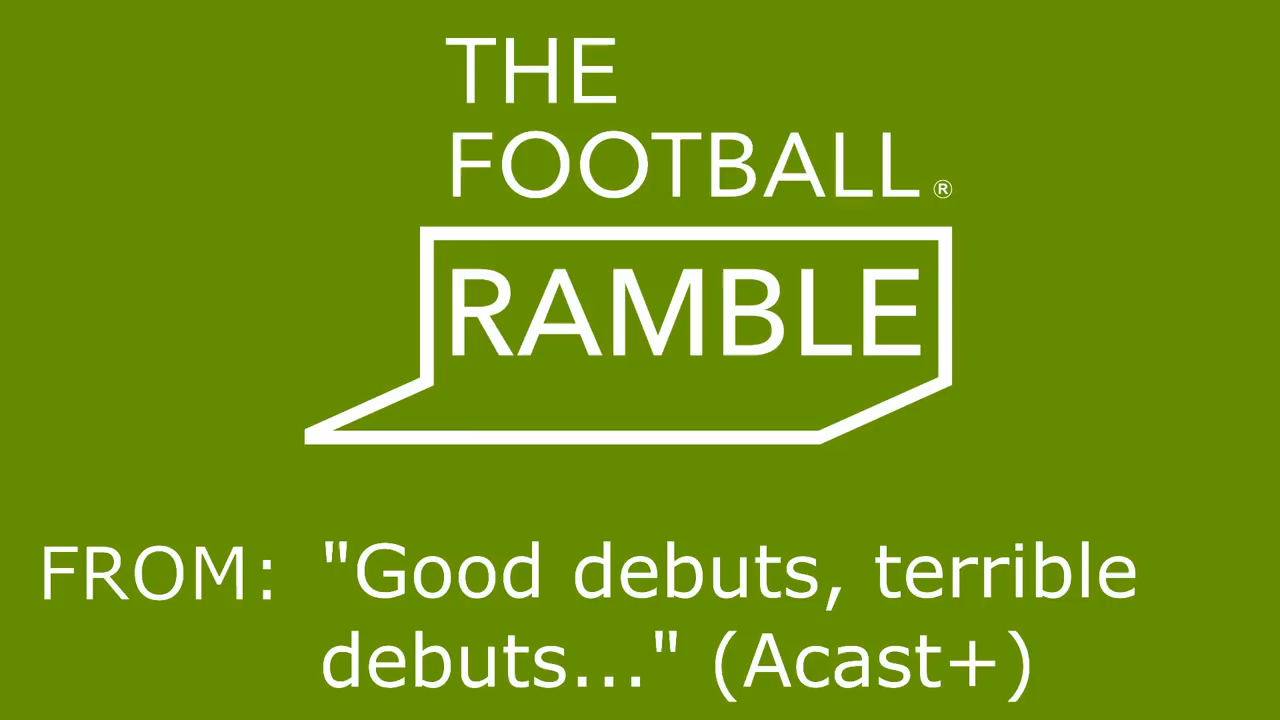 THE
FOOTBALL®
RAMBLE
FROM: "Good debuts, terrible
debuts..." (Acast+)